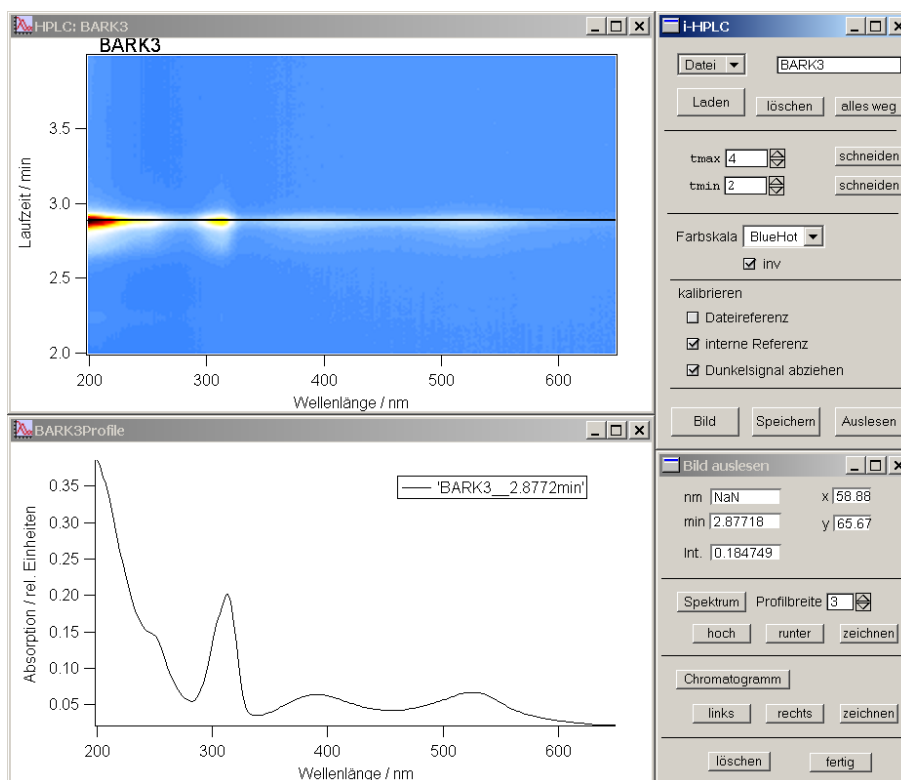 HPLC: BARK3
BARK3
3.5
3.0
2.5
2.0
Laufzeit / min
200 300 400 500 600
Wellenlänge / nm
BARK3Profile
'BARK3__2.8772min'
0.35
0.30
0.25
0.20
0.15
0.10
0.05
Absorption / rel. Einheiten
200 300 400 500 600
Wellenlänge / nm
i-HPLC
Datei BARK3
Laden löschen alles weg
tmax 4 schneiden
tmin 2 schneiden
Farbskala BlueHot
inv
kalibrieren
Dateireferenz
interne Referenz
Dunkelsignal abziehen
Bild Speichern Auslesen
Bild auslesen
nm NaN x 58.88
min 2.87718 y 65.67
Int. 0.184749
Spektrum Profilbreite 3
hoch runter zeichnen
Chromatogramm
links rechts zeichnen
löschen fertig